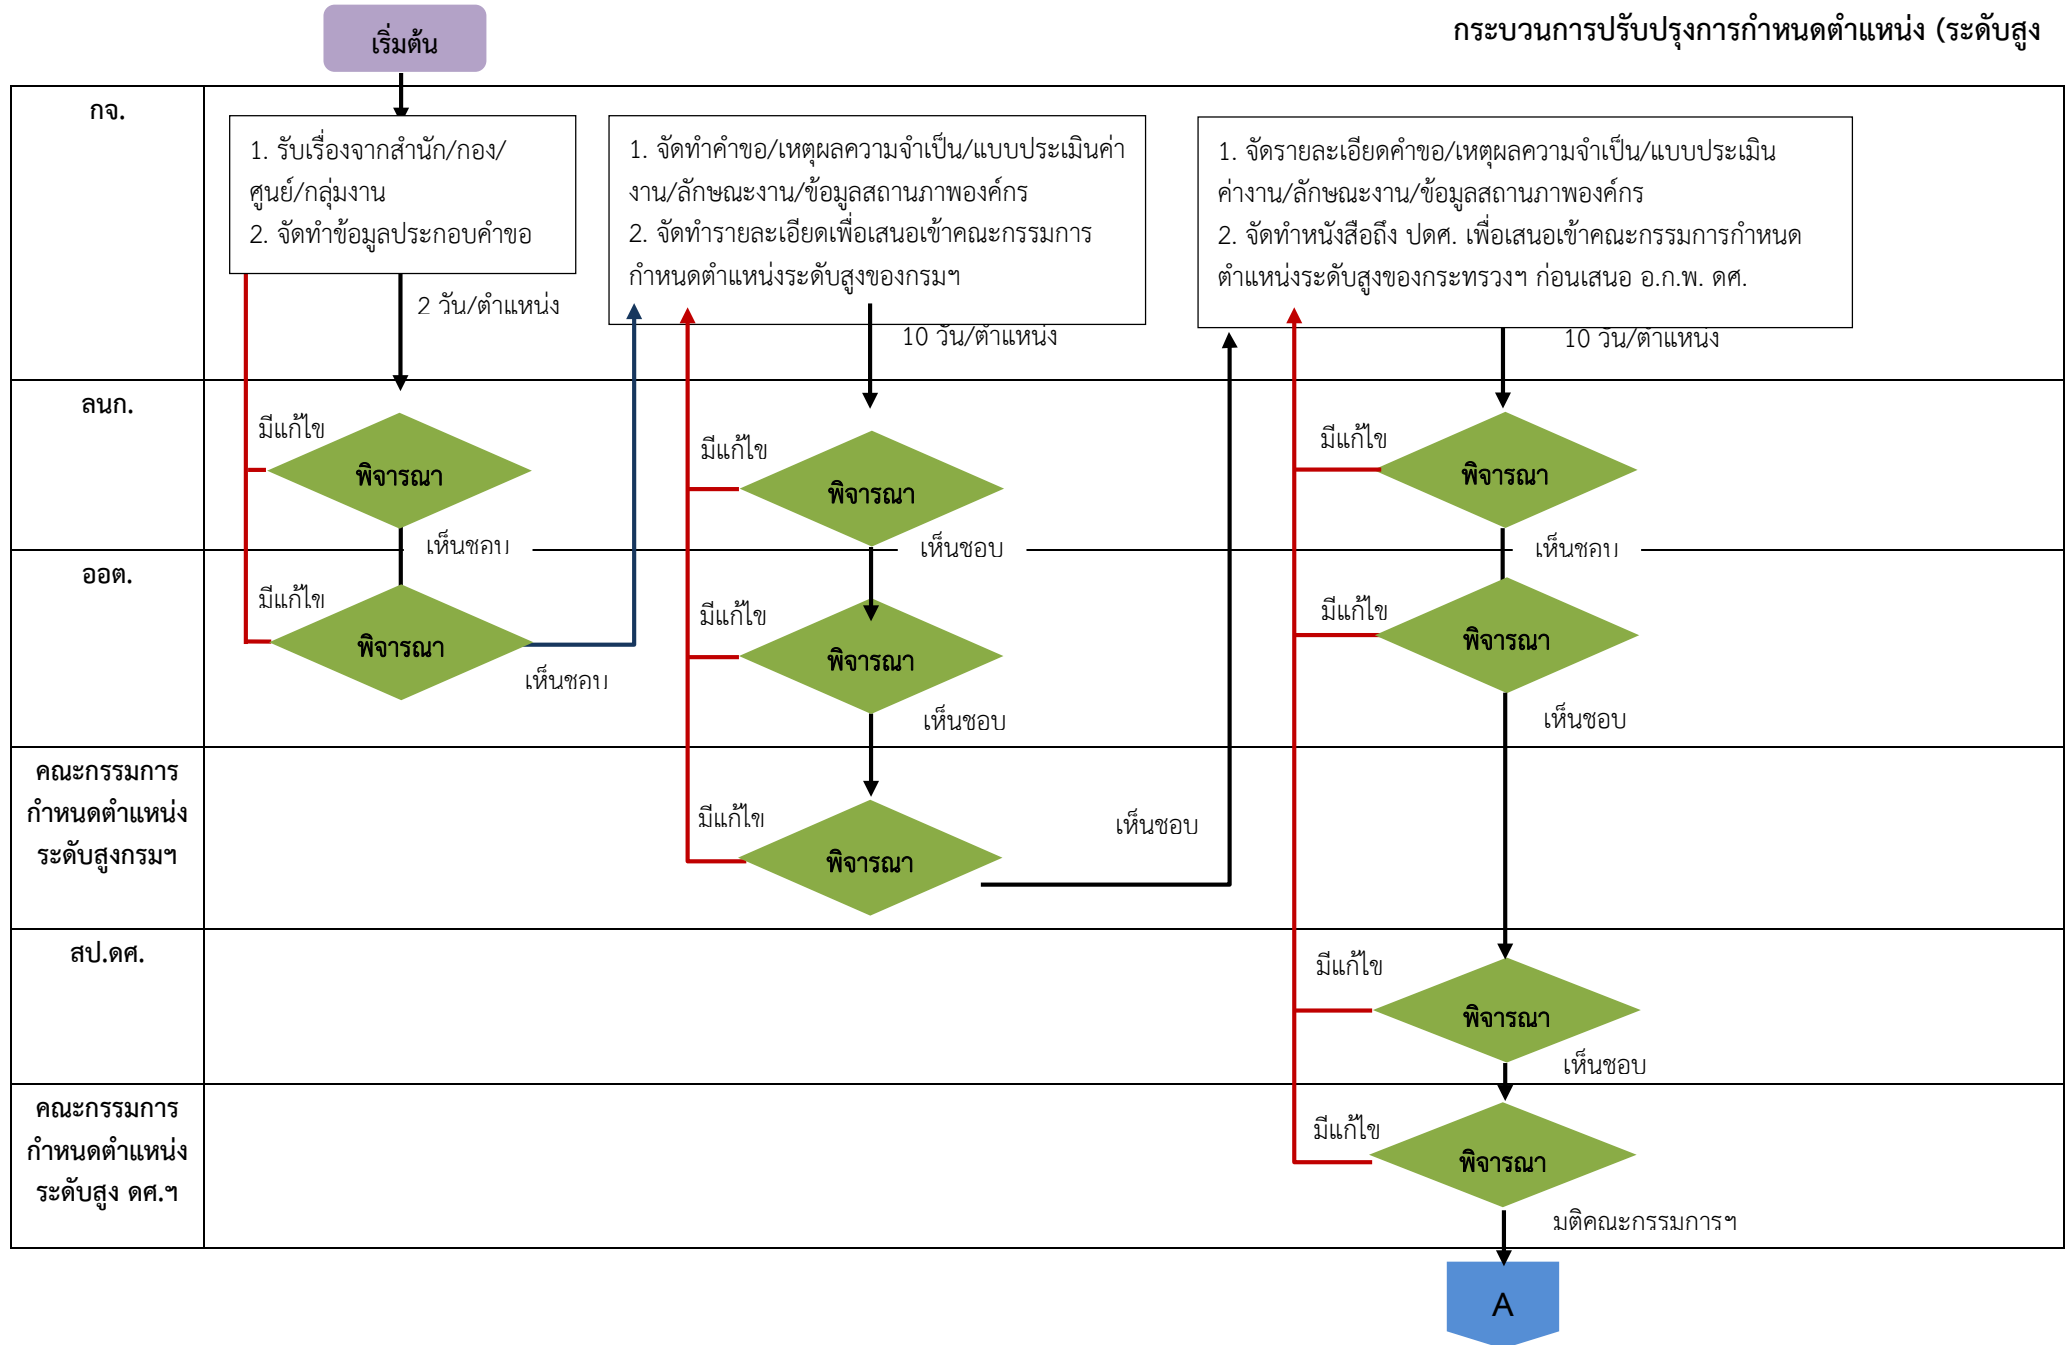 กระบวนการปรับปรุงการกำหนดตำแหน่ง (ระดับสูง
เริ่มต้น
กจ.
1. รับเรื่องจากสำนัก/กอง/
ศูนย์/กลุ่มงาน
2. จัดทำข้อมูลประกอบคำขอ
1. จัดทำคำขอ/เหตุผลความจำเป็น/แบบประเมินค่า
งาน/ลักษณะงาน/ข้อมูลสถานภาพองค์กร
2. จัดทำรายละเอียดเพื่อเสนอเข้าคณะกรรมการ
กำหนดตำแหน่งระดับสูงของกรมฯ
1. จัดรายละเอียดคำขอ/เหตุผลความจำเป็น/แบบประเมิน
ค่างาน/ลักษณะงาน/ข้อมูลสถานภาพองค์กร
2. จัดทำหนังสือถึง ปดศ. เพื่อเสนอเข้าคณะกรรมการกำหนด
ตำแหน่งระดับสูงของกระทรวงฯ ก่อนเสนอ อ.ก.พ. ดศ.
2 วัน/ตำแหน่ง
10 วัน/ตำแหน่ง
10 วัน/ตำแหน่ง
ลนก.
มีแก้ไข
พิจารณา
เห็นชอบ
มีแก้ไข
พิจารณา
เห็นชอบ
มีแก้ไข
พิจารณา
เห็นชอบ
ออต.
มีแก้ไข
พิจารณา
เห็นชอบ
มีแก้ไข
พิจารณา
เห็นชอบ
มีแก้ไข
พิจารณา
เห็นชอบ
คณะกรรมการ
กำหนดตำแหน่ง
ระดับสูงกรมฯ
มีแก้ไข
พิจารณา
เห็นชอบ
สป.ดศ.
มีแก้ไข
พิจารณา
เห็นชอบ
คณะกรรมการ
กำหนดตำแหน่ง
ระดับสูง ดศ.ฯ
มีแก้ไข
พิจารณา
มติคณะกรรมการฯ
A